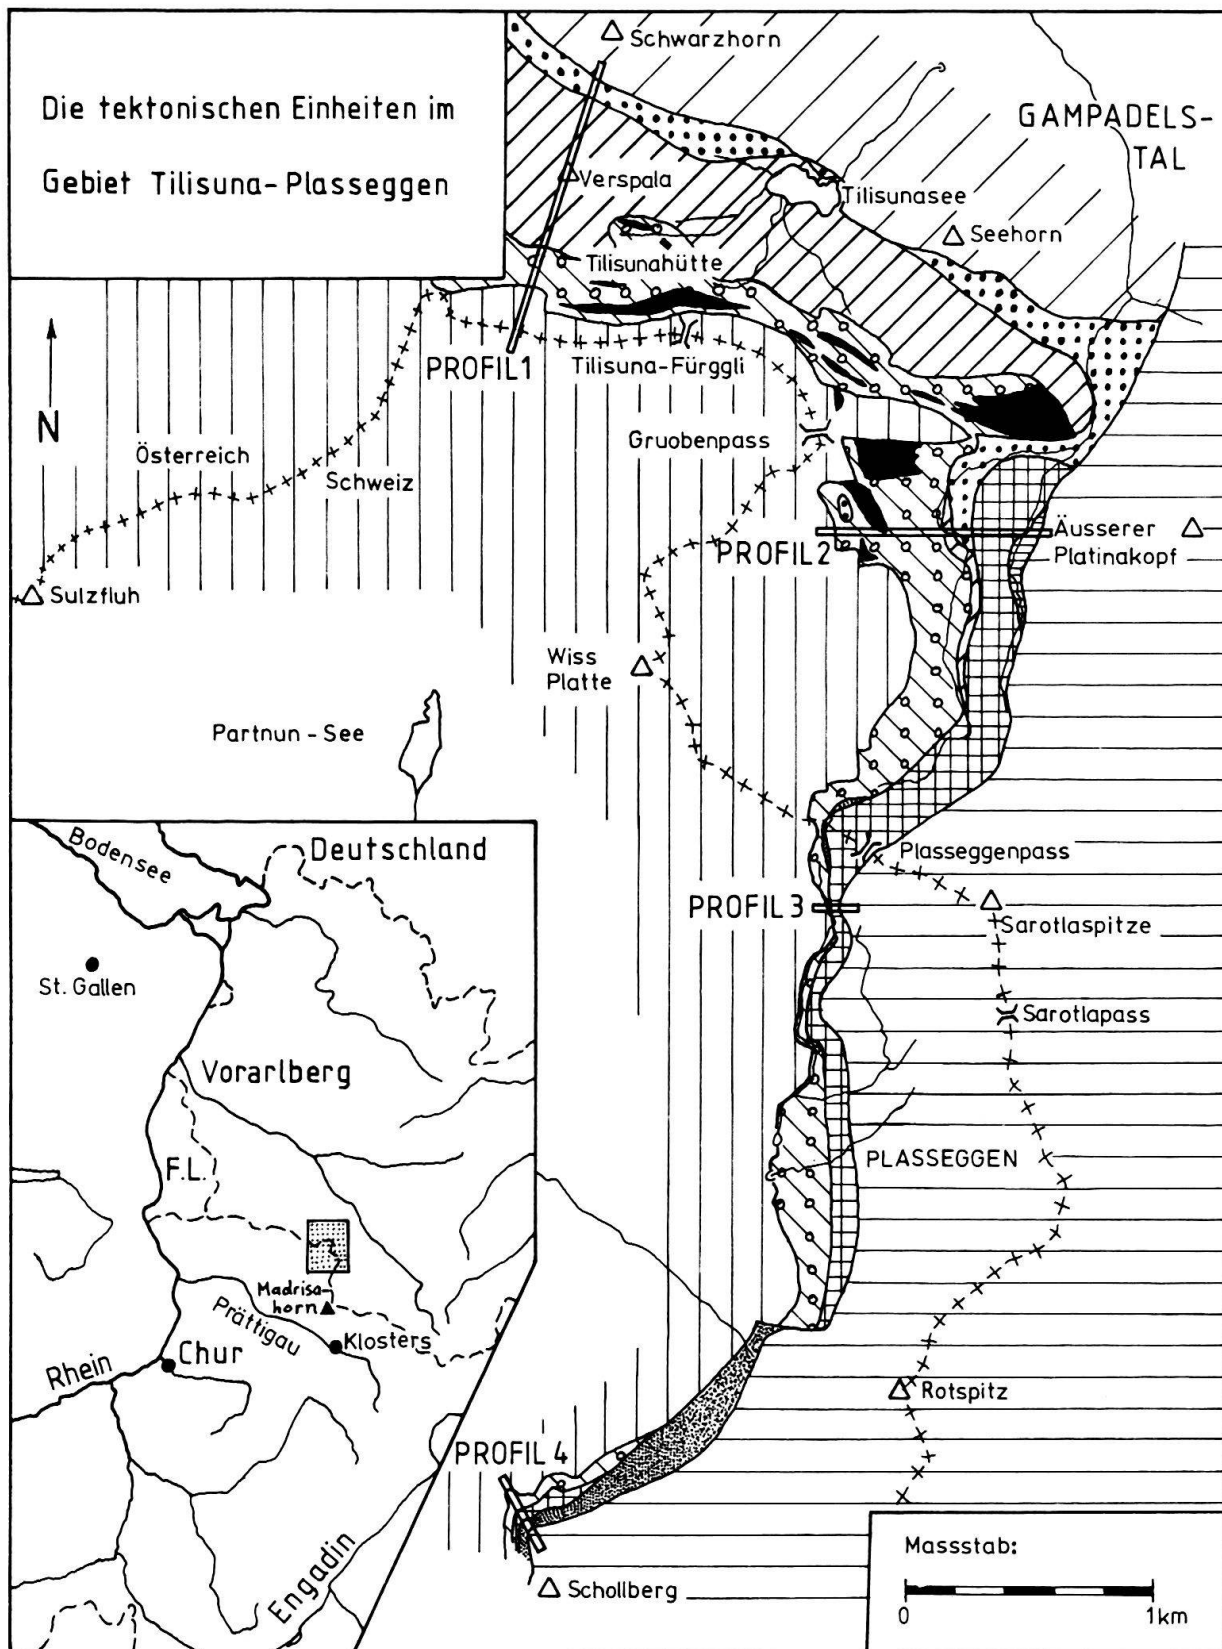 Die tektonischen Einheiten im
Gebiet Tilisuna-Plasseggen
Schwarzhorn
GAMPADELS-
TAL
Verspala
Tilisunasee
Seehorn
Tilisunahütte
PROFIL 1
Tilisuna-Fürggli
N
Österreich
Schweiz
Gruobenpass
Sulzfluh
PROFIL 2
Äusserer
Platinakopf
Wiss
Platte
Partnun-See
Plasseggenpass
PROFIL 3
Sarotlaspitze
Sarotlapass
PLASSEGGEN
Rotspitz
PROFIL 4
Schollberg
Bodensee
Deutschland
St. Gallen
Vorarlberg
F.L.
Madrisa-
horn
Prättigau
Klosters
Chur
Rhein
Engadin
Massstab:
0
1km